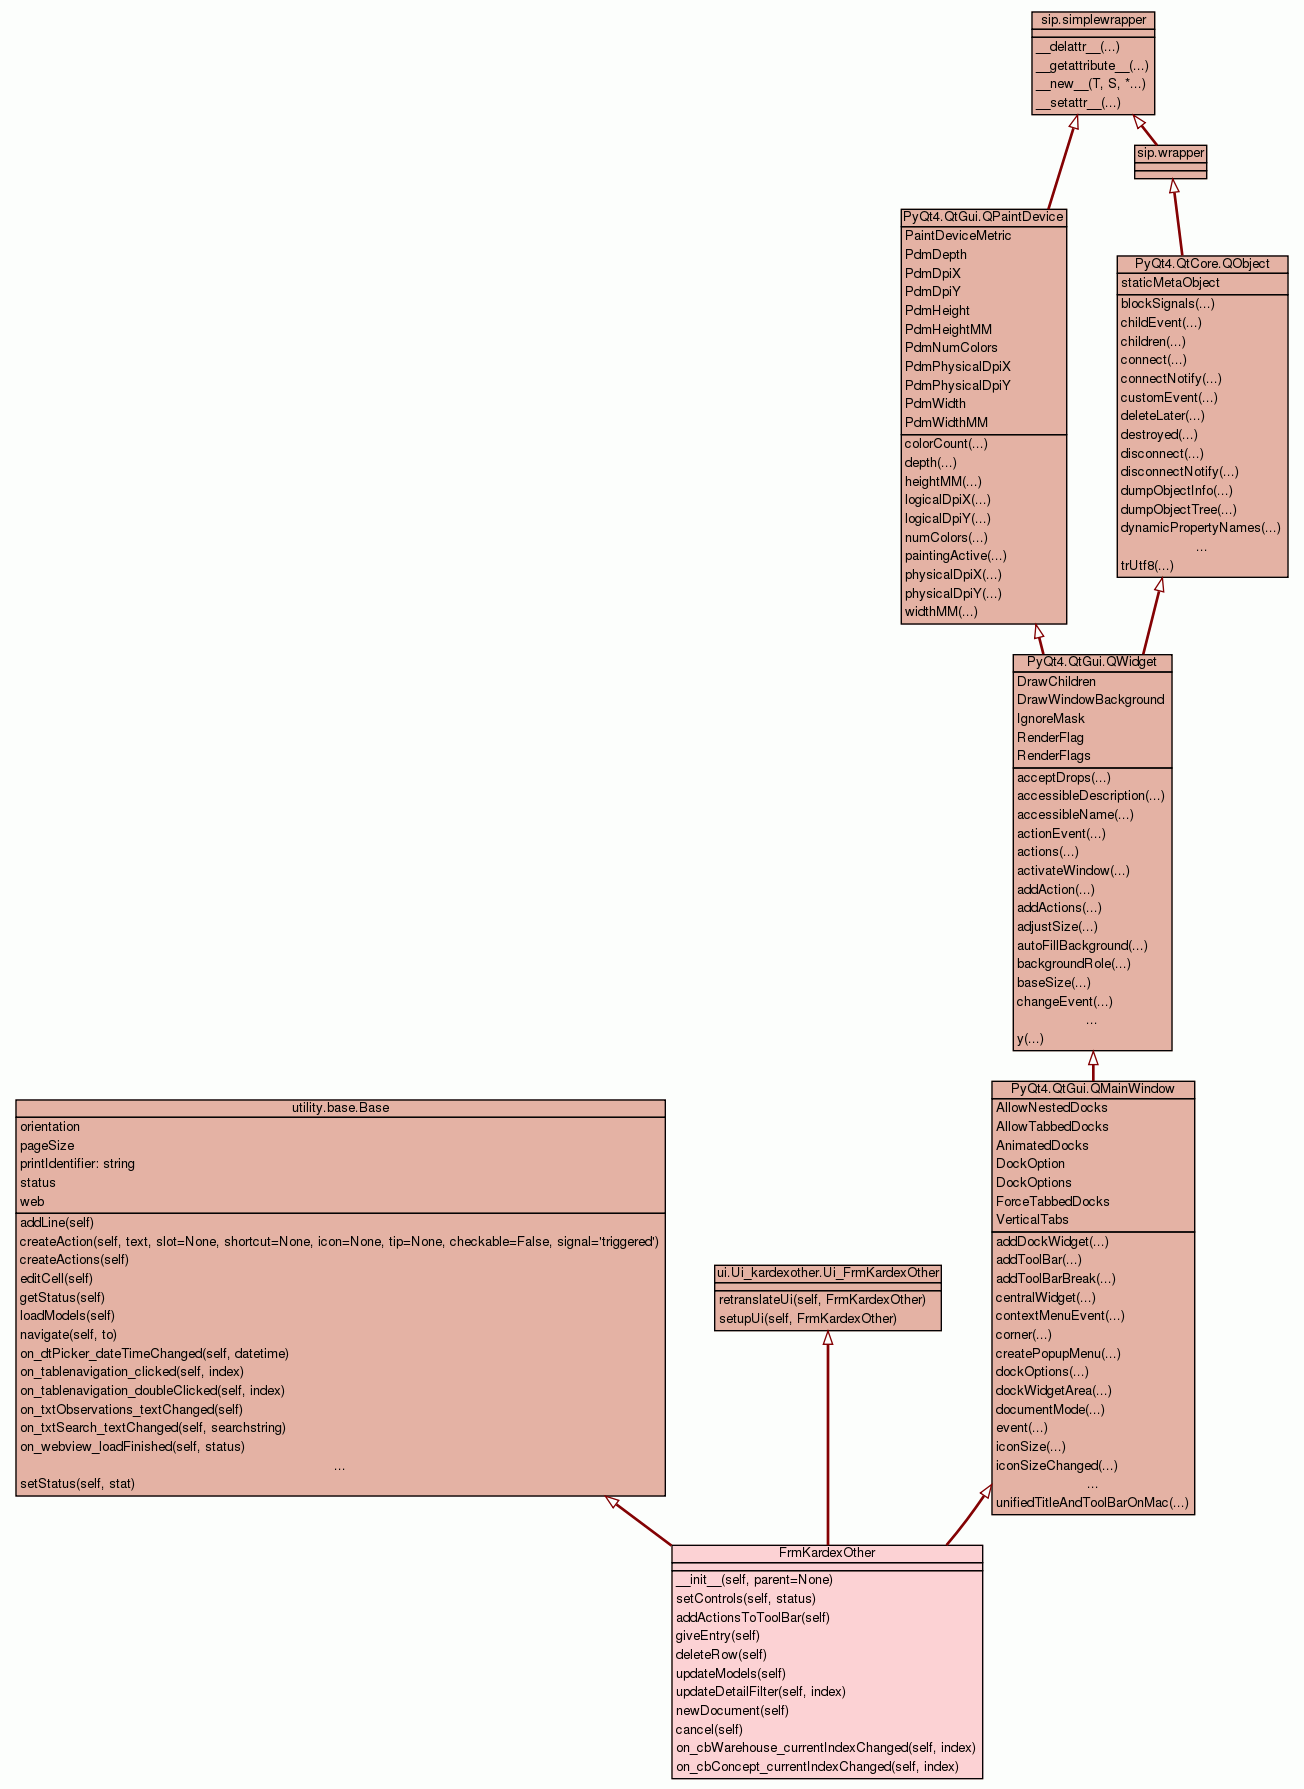 sip.simplewrapper
__delattr__(...)
__getattribute__(...)
__new__(T, S, *...)
__setattr__(...)
sip.wrapper
PyQt4.QtGui.QPaintDevice
PaintDeviceMetric
PdmDepth
PdmDpiX
PdmDpiY
PdmHeight
PdmHeightMM
PdmNumColors
PdmPhysicalDpiX
PdmPhysicalDpiY
PdmWidth
PdmWidthMM
colorCount(...)
depth(...)
heightMM(...)
logicalDpiX(...)
logicalDpiY(...)
numColors(...)
paintingActive(...)
physicalDpiX(...)
physicalDpiY(...)
widthMM(...)
PyQt4.QtCore.QObject
staticMetaObject
blockSignals(...)
childEvent(...)
children(...)
connect(...)
connectNotify(...)
customEvent(...)
deleteLater(...)
destroyed(...)
disconnect(...)
disconnectNotify(...)
dumpObjectInfo(...)
dumpObjectTree(...)
dynamicPropertyNames(...)
...
trUtf8(...)
PyQt4.QtGui.QWidget
DrawChildren
DrawWindowBackground
IgnoreMask
RenderFlag
RenderFlags
acceptDrops(...)
accessibleDescription(...)
accessibleName(...)
actionEvent(...)
actions(...)
activateWindow(...)
addAction(...)
addActions(...)
adjustSize(...)
autoFillBackground(...)
backgroundRole(...)
baseSize(...)
changeEvent(...)
...
y(...)
PyQt4.QtGui.QMainWindow
AllowNestedDocks
AllowTabbedDocks
AnimatedDocks
DockOption
DockOptions
ForceTabbedDocks
VerticalTabs
addDockWidget(...)
addToolBar(...)
addToolBarBreak(...)
centralWidget(...)
contextMenuEvent(...)
corner(...)
createPopupMenu(...)
dockOptions(...)
dockWidgetArea(...)
documentMode(...)
event(...)
iconSize(...)
iconSizeChanged(...)
...
unifiedTitleAndToolBarOnMac(...)
utility.base.Base
orientation
pageSize
printIdentifier: string
status
web
addLine(self)
createAction(self, text, slot=None, shortcut=None, icon=None, tip=None, checkable=False, signal='triggered')
createActions(self)
editCell(self)
getStatus(self)
loadModels(self)
navigate(self, to)
on_dtPicker_dateTimeChanged(self, datetime)
on_tablenavigation_clicked(self, index)
on_tablenavigation_doubleClicked(self, index)
on_txtObservations_textChanged(self)
on_txtSearch_textChanged(self, searchstring)
on_webview_loadFinished(self, status)
...
setStatus(self, stat)
ui.Ui_kardexother.Ui_FrmKardexOther
retranslateUi(self, FrmKardexOther)
setupUi(self, FrmKardexOther)
FrmKardexOther
__init__(self, parent=None)
setControls(self, status)
addActionsToToolBar(self)
giveEntry(self)
deleteRow(self)
updateModels(self)
updateDetailFilter(self, index)
newDocument(self)
cancel(self)
on_cbWarehouse_currentIndexChanged(self, index)
on_cbConcept_currentIndexChanged(self, index)